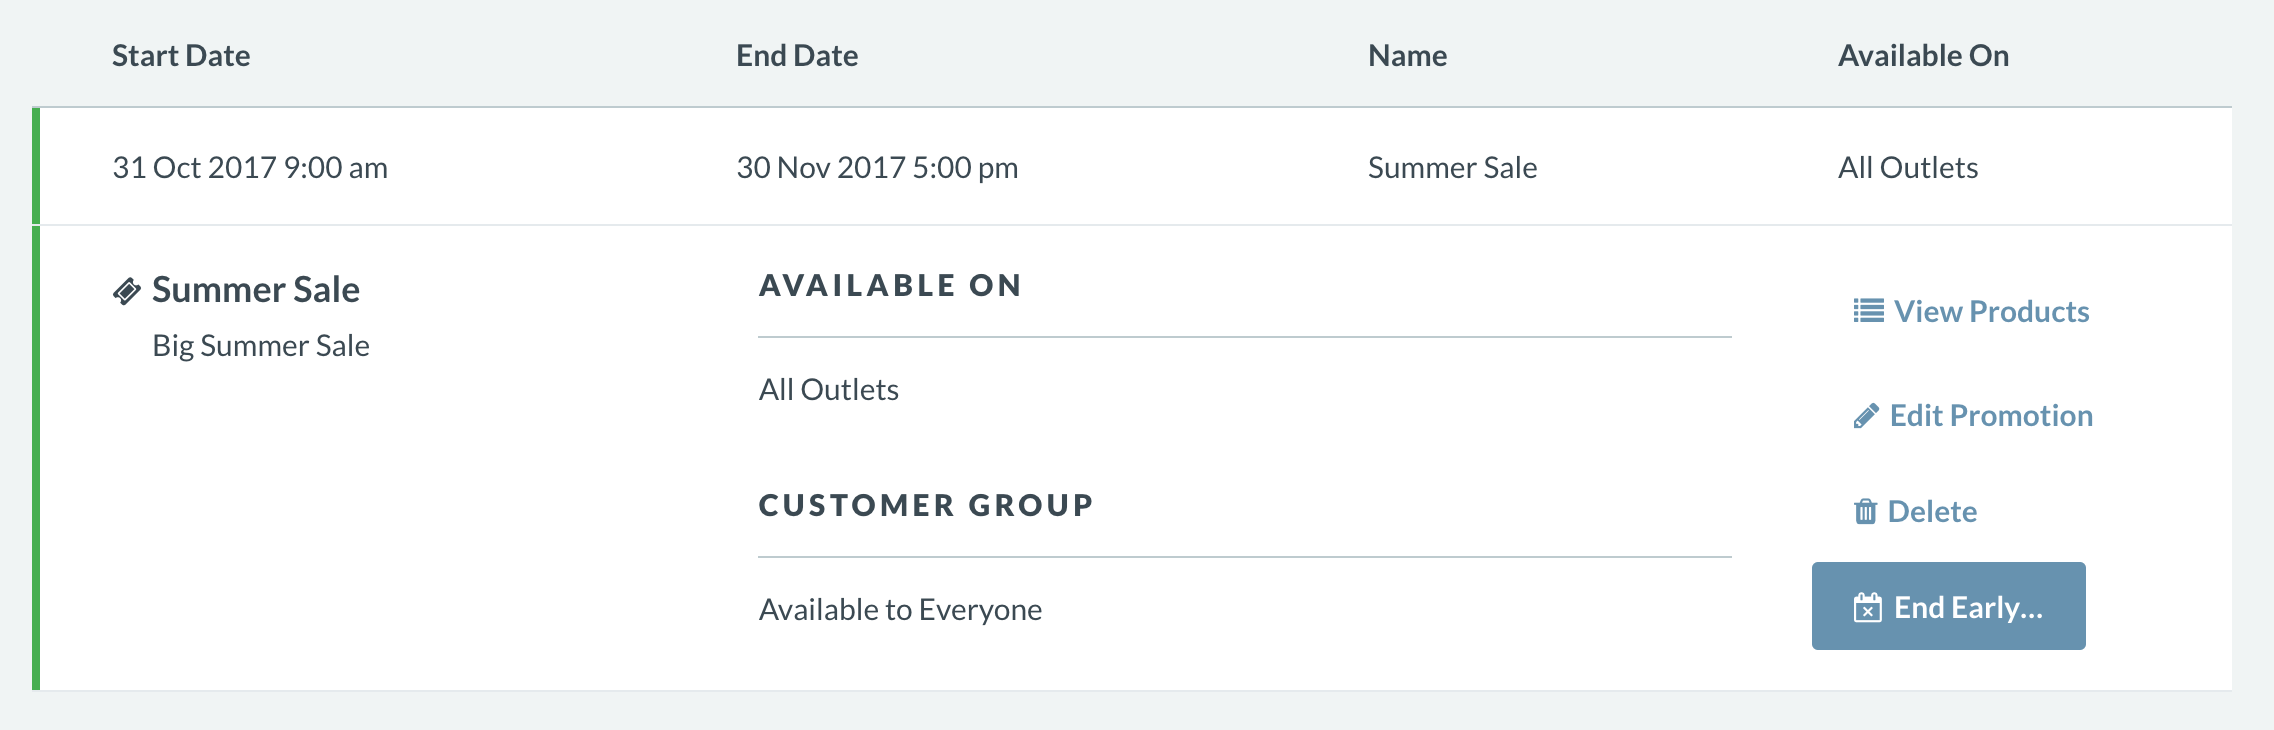 Start Date End Date Name Available On
31 Oct 2017 9:00 am 30 Nov 2017 5:00 pm Summer Sale All Outlets
Summer Sale
Big Summer Sale
AVAILABLE ON
All Outlets
CUSTOMER GROUP
Available to Everyone
View Products
Edit Promotion
Delete
End Early...